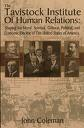 The
Tavistock Institute
Of Human Relations:
Shaping the Moral, Spiritual, Cultural, Political and
Economic Decline of The United States of America
John Coleman